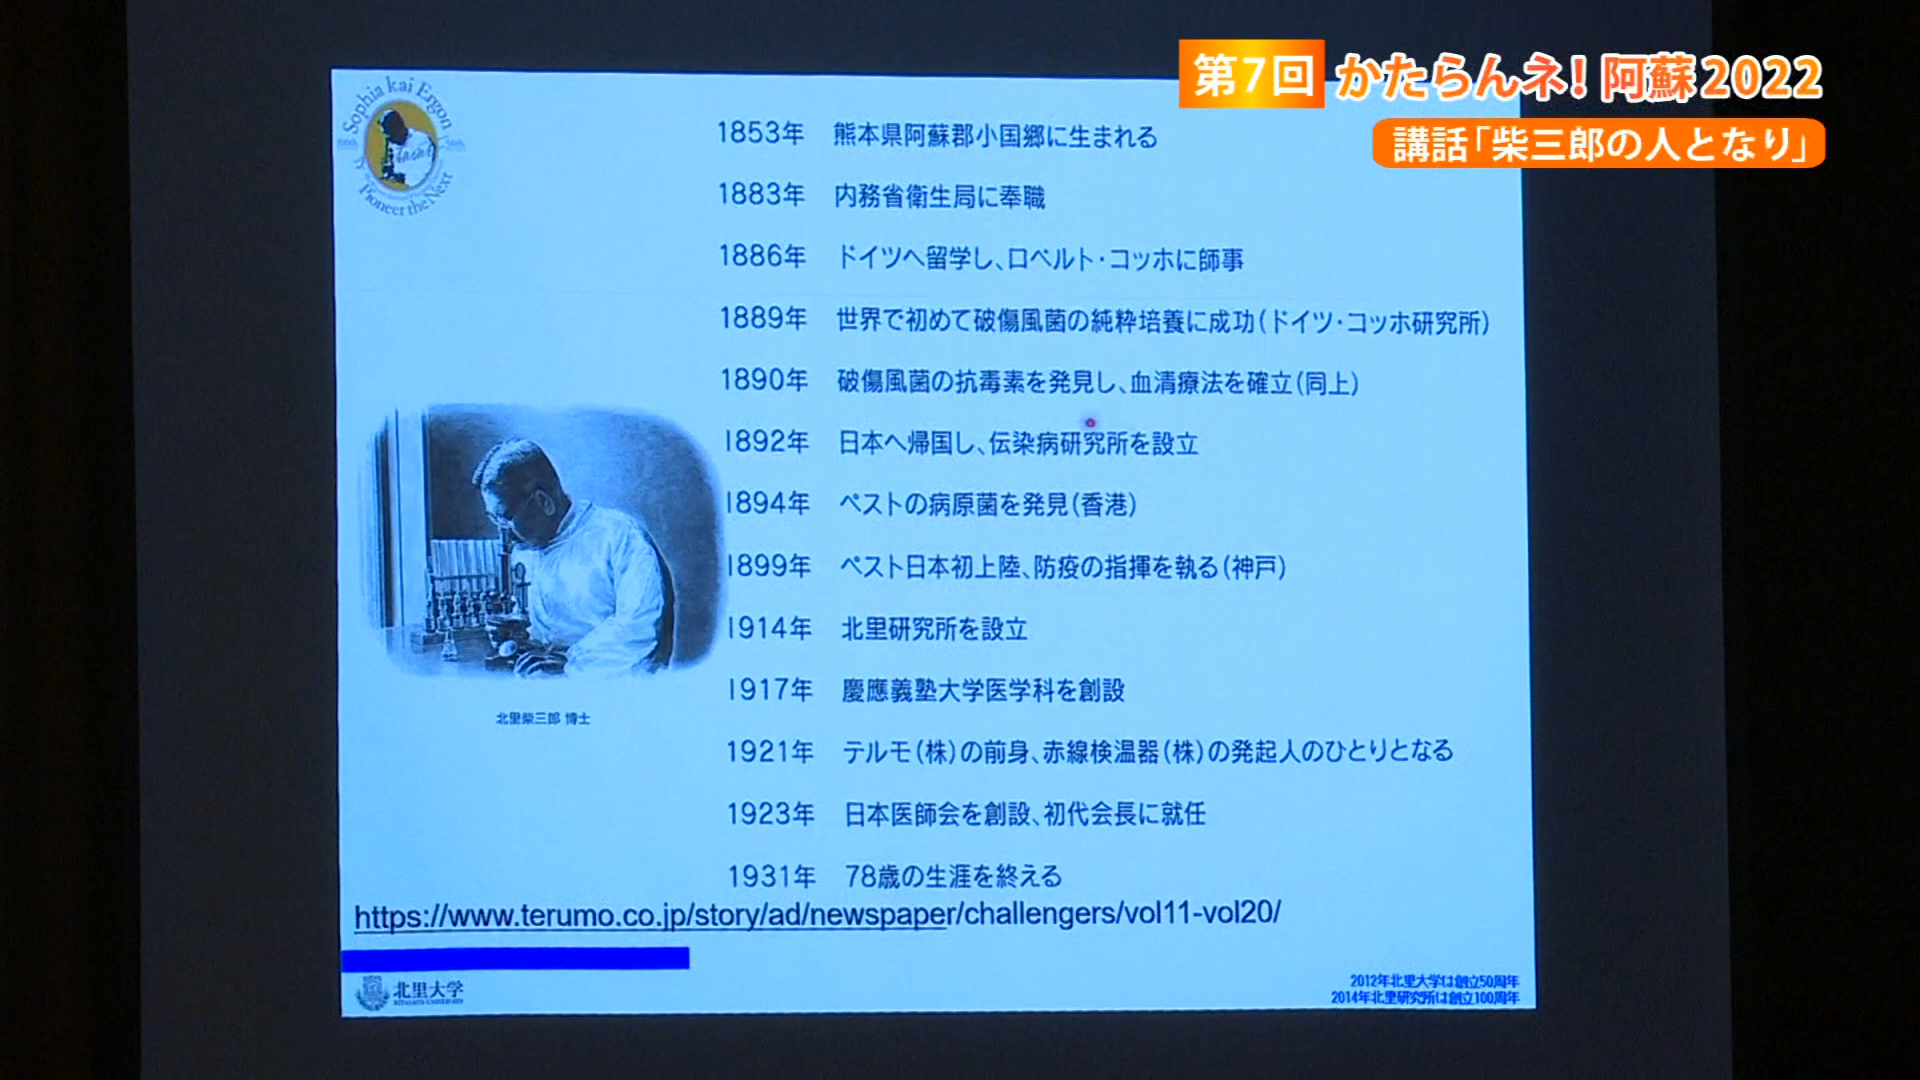 第7回 かたらんネ! 阿蘇2022
講話「柴三郎の人となり」
Sophia kai Ergon
Pioneer the Next
1853年 熊本県阿蘇郡小国郷に生まれる
1883年 内務省衛生局に奉職
1886年 ドイツへ留学し、ロベルト・コッホに師事
1889年 世界で初めて破傷風菌の純粋培養に成功(ドイツ・コッホ研究所)
1890年 破傷風菌の抗毒素を発見し、血清療法を確立(同上)
1892年 日本へ帰国し、伝染病研究所を設立
1894年 ペストの病原菌を発見(香港)
1899年 ペスト日本初上陸、防疫の指揮を執る(神戸)
1914年 北里研究所を設立
1917年 慶應義塾大学医学科を創設
1921年 テルモ(株)の前身、赤線検温器(株)の発起人のひとりとなる
1923年 日本医師会を創設、初代会長に就任
1931年 78歳の生涯を終える
北里柴三郎 博士
https://www.terumo.co.jp/story/ad/newspaper/challengers/vol11-vol20/
北里大学
KITASATO UNIVERSITY
2012年北里大学は創立50周年
2014年北里研究所は創立100周年